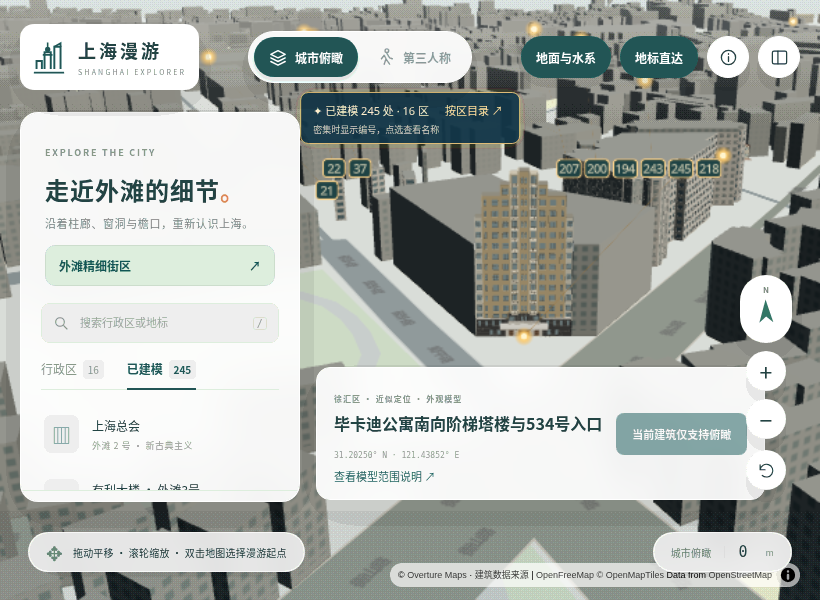 上海漫游
SHANGHAI EXPLORER
城市俯瞰
第三人称
地面与水系
地标直达
✦ 已建模 245 处 · 16 区 按区目录 ↗
密集时显示编号，点选查看名称
EXPLORE THE CITY
走近外滩的细节。
沿着柱廊、窗洞与檐口，重新认识上海。
外滩精细街区 ↗
搜索行政区或地标 /
行政区 16
已建模 245
上海总会
外滩 2 号 · 新古典主义
有利大楼 · 外滩3号
22
37
21
207
200
194
243
245
218
N
徐汇区 · 近似定位 · 外观模型
毕卡迪公寓南向阶梯塔楼与534号入口
31.20250° N · 121.43852° E
查看模型范围说明 ↗
当前建筑仅支持俯瞰
拖动平移 · 滚轮缩放 · 双击地图选择漫游起点
城市俯瞰 0 m
© Overture Maps · 建筑数据来源 | OpenFreeMap © OpenMapTiles Data from OpenStreetMap